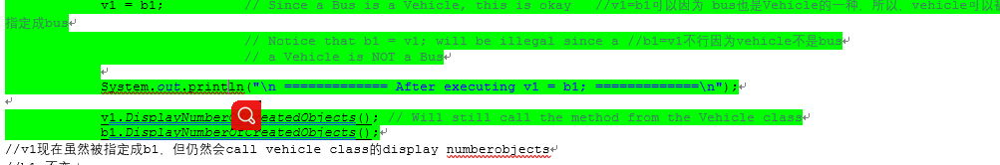 v1 = b1; // Since a Bus is a Vehicle, this is okay //v1=b1可以因为 bus也是Vehicle的一种，所以，vehicle可以被
指定成bus
// Notice that b1 = v1; will be illegal since a //b1=v1不行因为vehicle不是bus
// a Vehicle is NOT a Bus
System.out.println("\n ============= After executing v1 = b1; =============\n");
v1.DisplayNumber reatedObjects(); // Will still call the method from the Vehicle class
b1.DisplayNumberOfCreatedObjects();
//v1现在虽然被指定成b1，但仍然会call vehicle class的display numberobjects